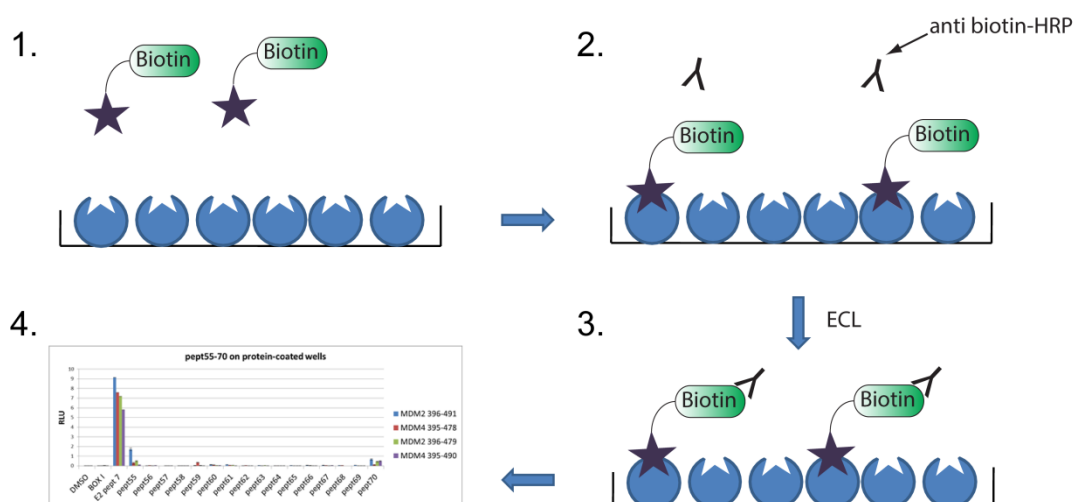 1.
Biotin
Biotin
2.
anti biotin-HRP
Biotin
Biotin
ECL
3.
Biotin
Biotin
4.
pept55-70 on protein-coated wells
RLU
10
9
8
7
6
5
4
3
2
1
0
DMSO
BOX I
E2 pept 7
pept55
pept56
pept57
pept58
pept59
pept60
pept61
pept62
pept63
pept64
pept65
pept66
pept67
pept68
pept69
pept70
MDM2 396-491
MDM4 395-478
MDM2 396-479
MDM4 395-490